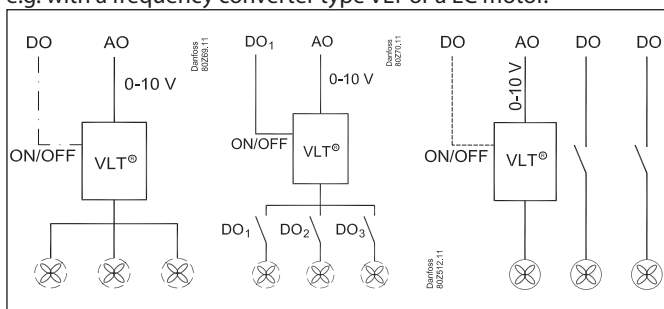 e.g. with a frequency converter type VLT or a EC motor.
DO AO
0-10 V
ON/OFF
VLT®
Danfoss
80Z69.11
DO1 AO
0-10 V
ON/OFF
VLT®
DO1 DO2 DO3
Danfoss
80Z70.11
DO AO DO DO
0-10 V
ON/OFF
VLT®
Danfoss
80Z512.11